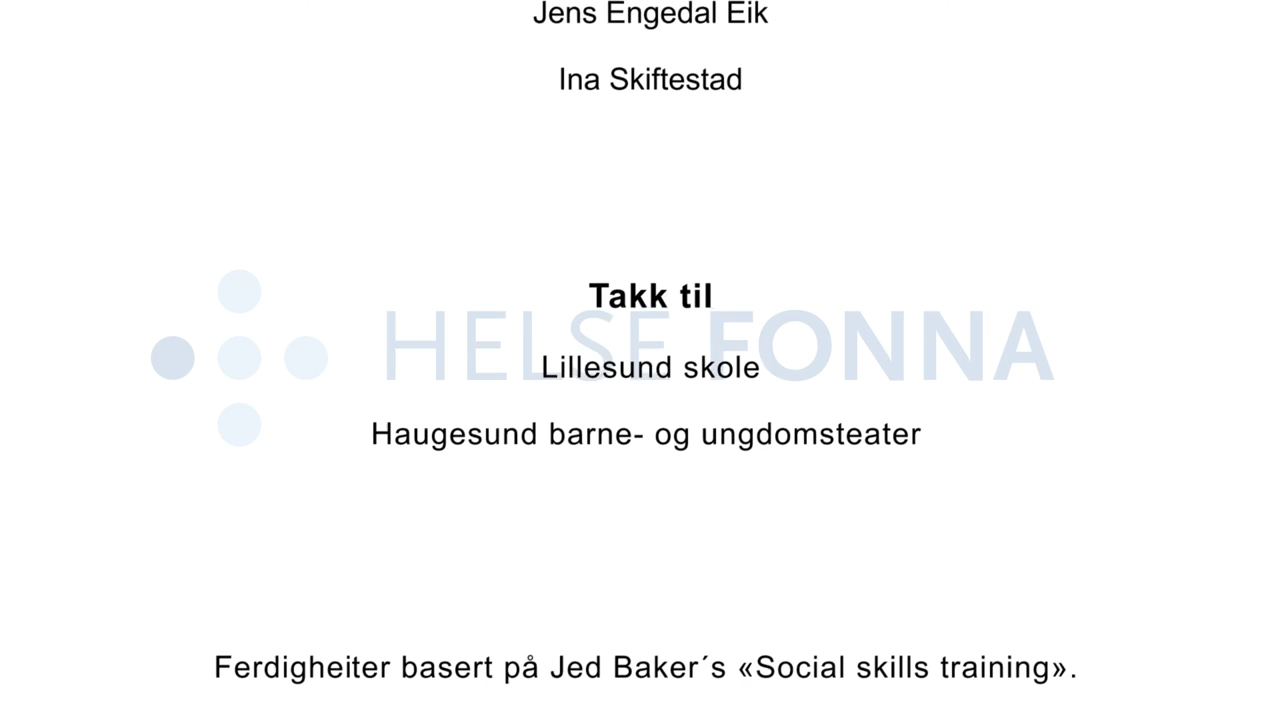 Jens Engedal Eik
Ina Skiftestad
Takk til
HELSE FONNA
Lillesund skole
Haugesund barne- og ungdomsteater
Ferdigheiter basert på Jed Baker´s «Social skills training».